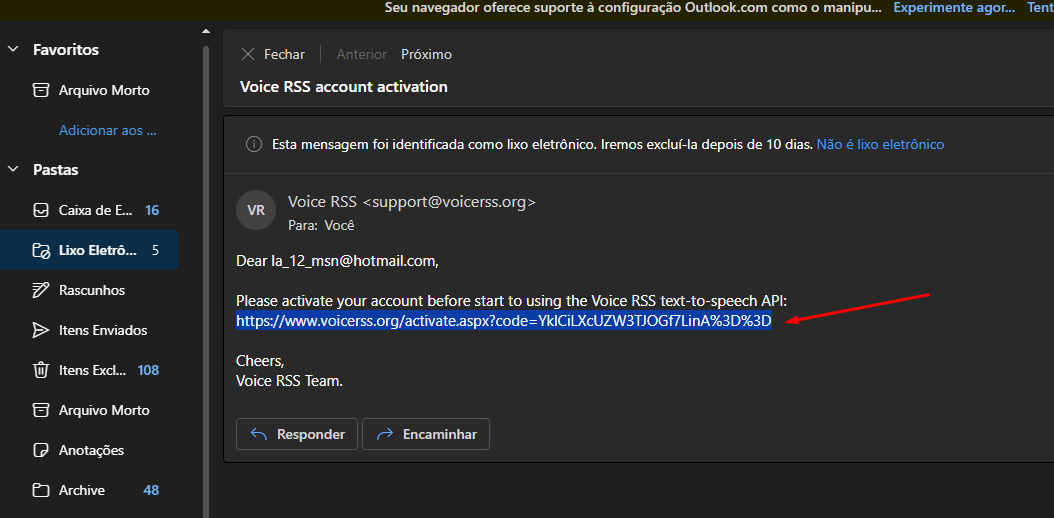 Seu navegador oferece suporte à configuração Outlook.com como o manipu... Experimente agor... Tent
Favoritos
Arquivo Morto
Adicionar aos ...
Pastas
Caixa de E... 16
Lixo Eletrô... 5
Rascunhos
Itens Enviados
Itens Excl... 108
Arquivo Morto
Anotações
Archive 48
Fechar Anterior Próximo
Voice RSS account activation
Esta mensagem foi identificada como lixo eletrônico. Iremos excluí-la depois de 10 dias. Não é lixo eletrônico
VR
Voice RSS <support@voicerss.org>
Para: Você
Dear la_12_msn@hotmail.com,
Please activate your account before start to using the Voice RSS text-to-speech API:
https://www.voicerss.org/activate.aspx?code=YklCiLXcUZW3TJOGf7LinA%3D%3D
Cheers,
Voice RSS Team.
Responder Encaminhar